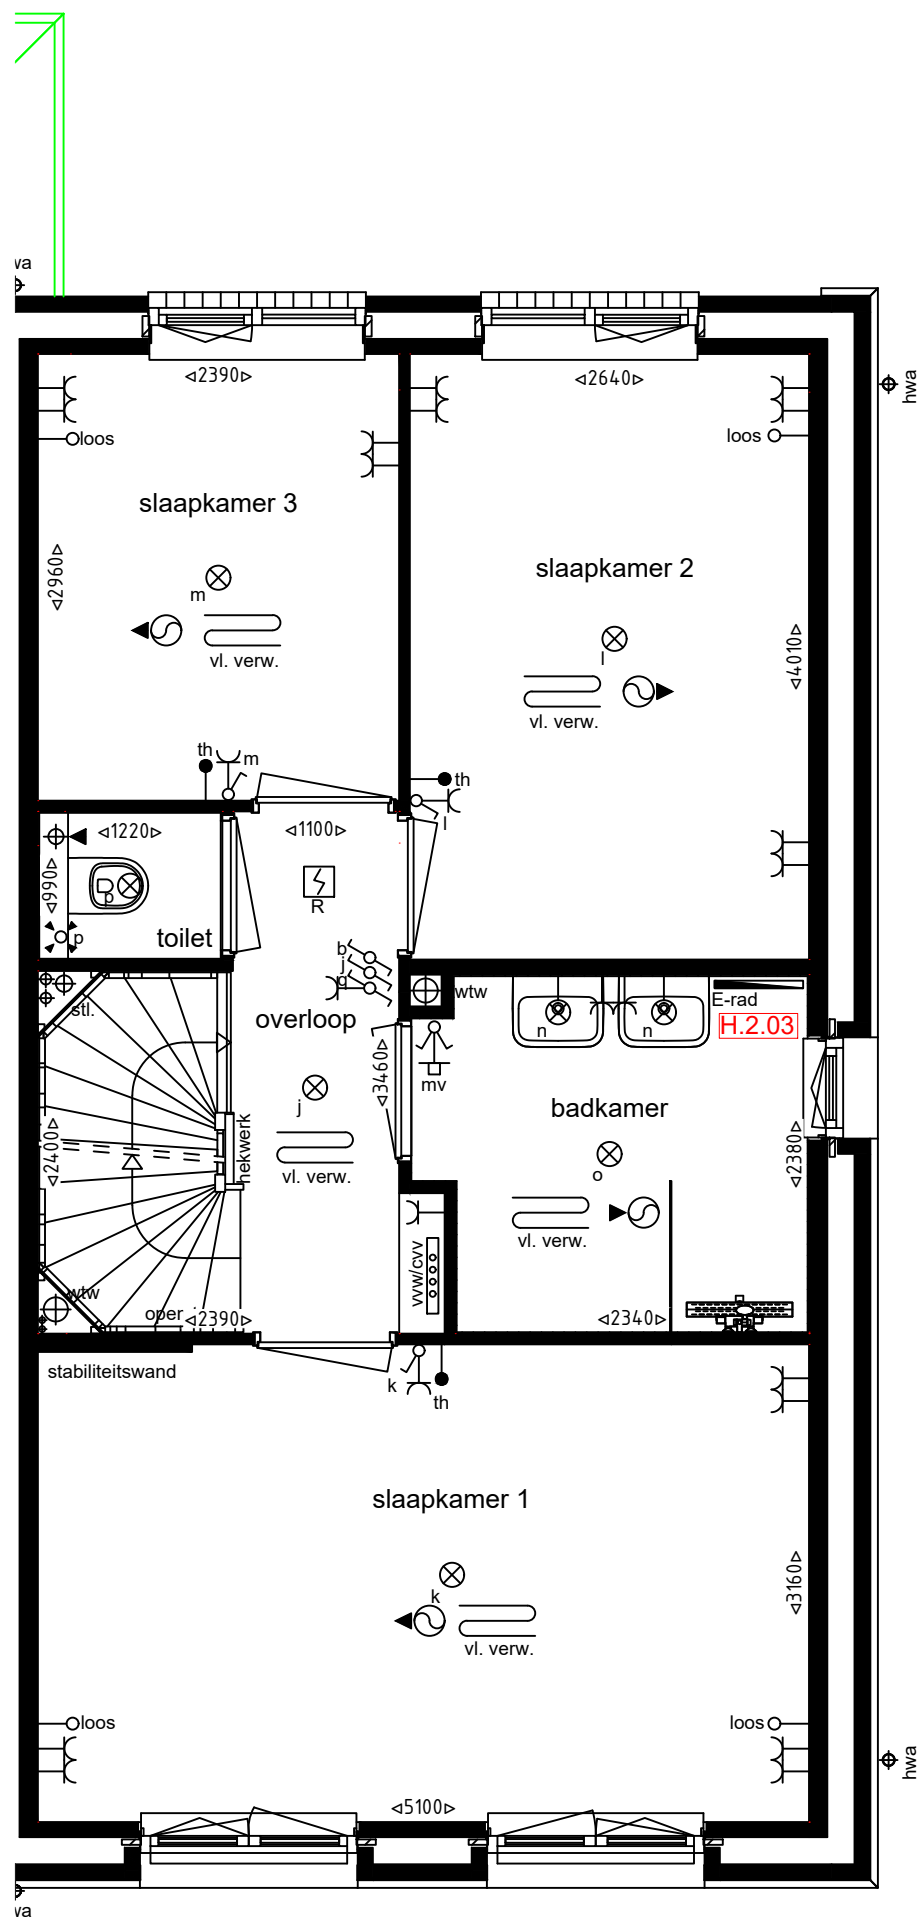 wa
2390
2640
hwa
loos
loos
slaapkamer 3
slaapkamer 2
2960
m
vl. verw.
l
4010
vl. verw.
th
m
th
l
1220
1100
990
p
R
p
toilet
b
j
q
stl.
overloop
wtw
n
n
E-rad
H.2.03
3460
mv
j
badkamer
hekwerk
2400
2380
vl. verw.
o
vl. verw.
vvw/cvv
wtw
oper
2390
2340
stabiliteitswand
k
th
slaapkamer 1
3160
k
vl. verw.
loos
loos
hwa
5100
wa